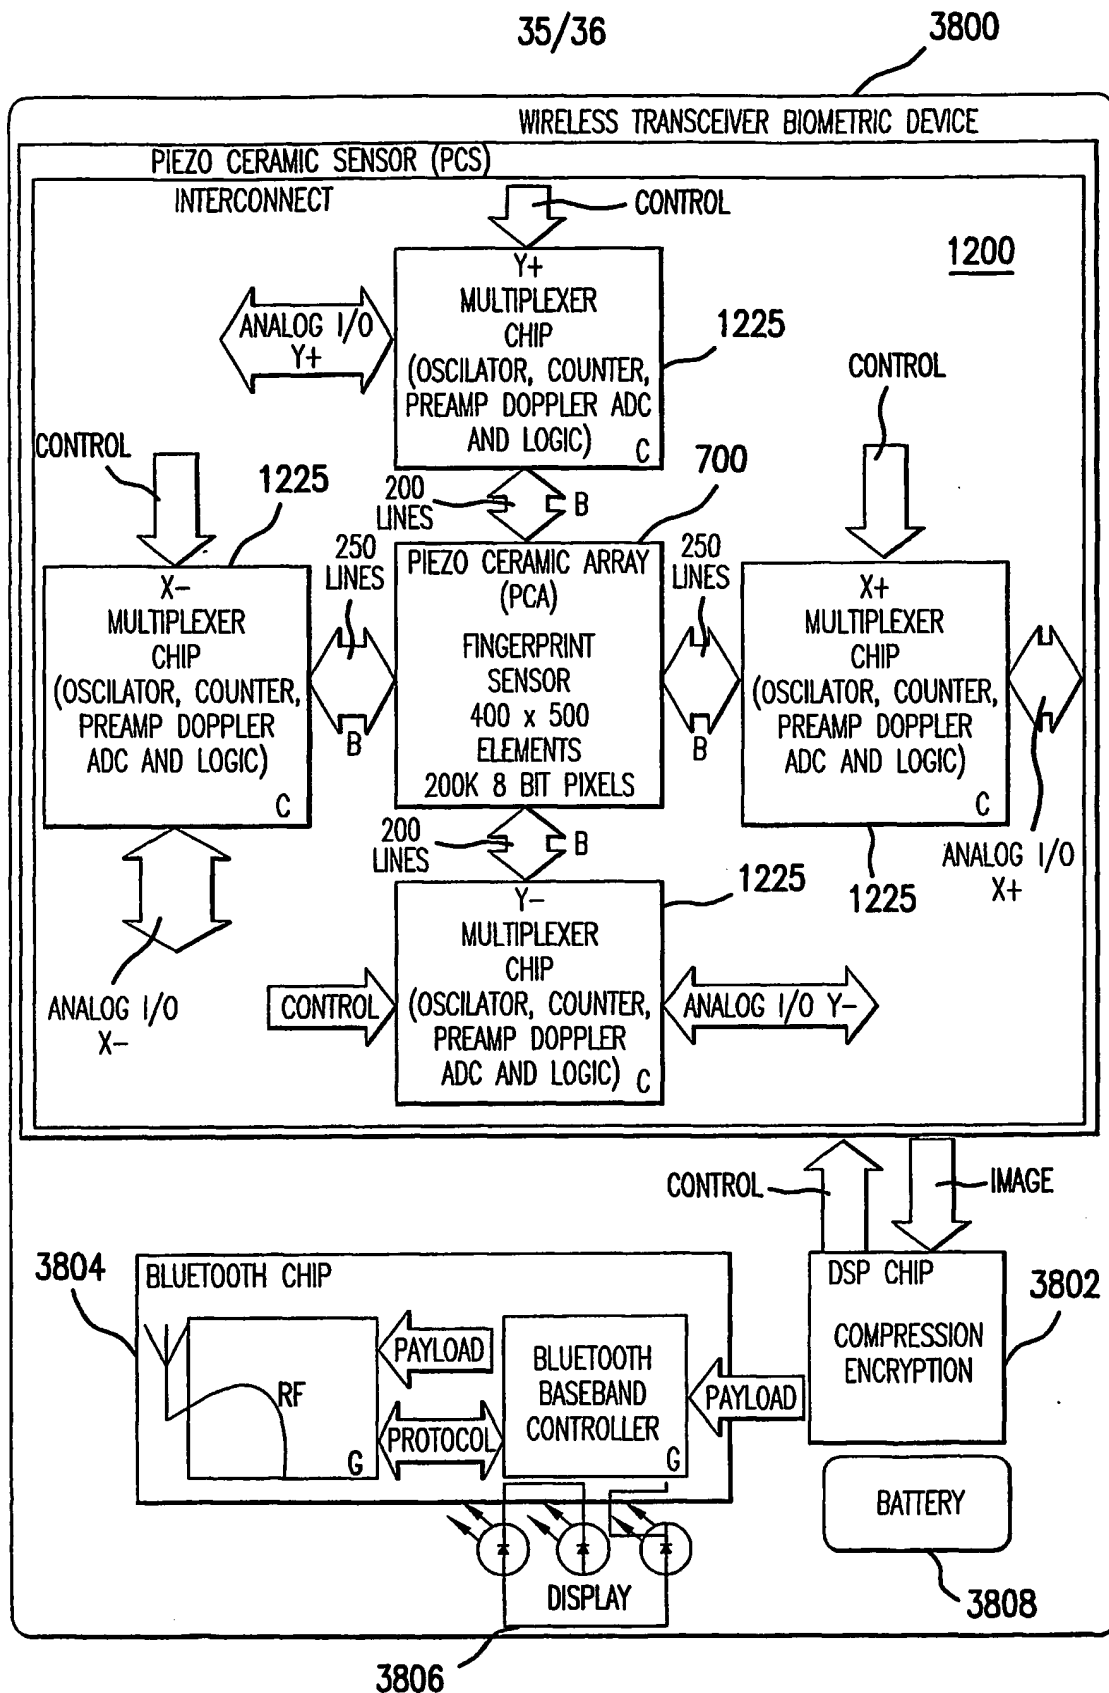 35/36
3800
WIRELESS TRANSCEIVER BIOMETRIC DEVICE
PIEZO CERAMIC SENSOR (PCS)
INTERCONNECT
CONTROL
1200
Y+
MULTIPLEXER
CHIP
(OSCILATOR, COUNTER,
PREAMP DOPPLER ADC
AND LOGIC)
C
ANALOG I/O
Y+
1225
CONTROL
CONTROL
1225
200
LINES
B
700
X-
MULTIPLEXER
CHIP
(OSCILATOR, COUNTER,
PREAMP DOPPLER
ADC AND LOGIC)
C
250
LINES
B
PIEZO CERAMIC ARRAY
(PCA)
FINGERPRINT
SENSOR
400 x 500
ELEMENTS
200K 8 BIT PIXELS
250
LINES
B
X+
MULTIPLEXER
CHIP
(OSCILATOR, COUNTER,
PREAMP DOPPLER
ADC AND LOGIC)
C
1225
ANALOG I/O
X+
200
LINES
B
ANALOG I/O
X-
CONTROL
Y-
MULTIPLEXER
CHIP
(OSCILATOR, COUNTER,
PREAMP DOPPLER
ADC AND LOGIC)
C
1225
ANALOG I/O Y-
CONTROL
IMAGE
3804
BLUETOOTH CHIP
RF
G
PAYLOAD
PROTOCOL
BLUETOOTH
BASEBAND
CONTROLLER
G
PAYLOAD
DSP CHIP
COMPRESSION
ENCRYPTION
3802
BATTERY
3808
DISPLAY
3806